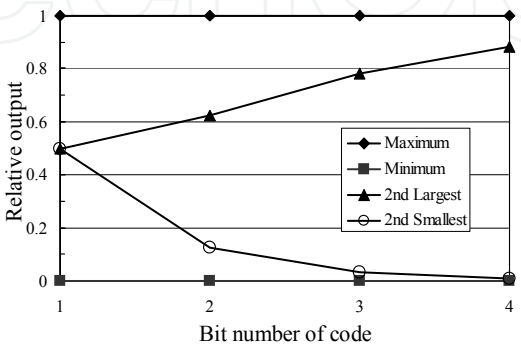 1
0.8
0.6
0.4
0.2
0
Relative output
Maximum
Minimum
2nd Largest
2nd Smallest
1 2 3 4
Bit number of code